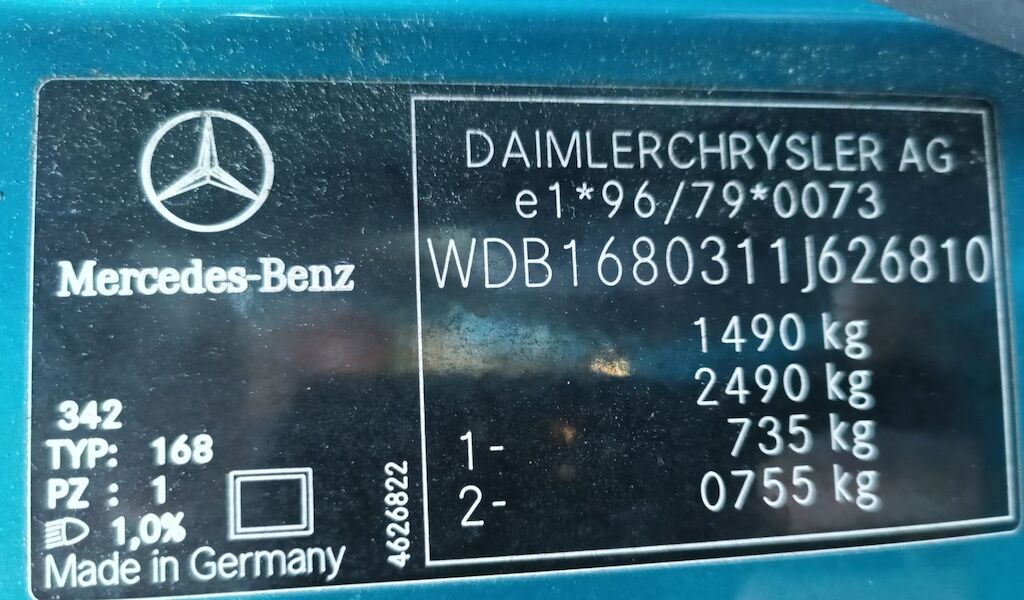 Mercedes-Benz
342
TYP: 168
PZ : 1
1,0%
Made in Germany
4626822
DAIMLERCHRYSLER AG
e1*96/79*0073
WDB1680311J626810
1490 kg
2490 kg
1- 735 kg
2- 0755 kg